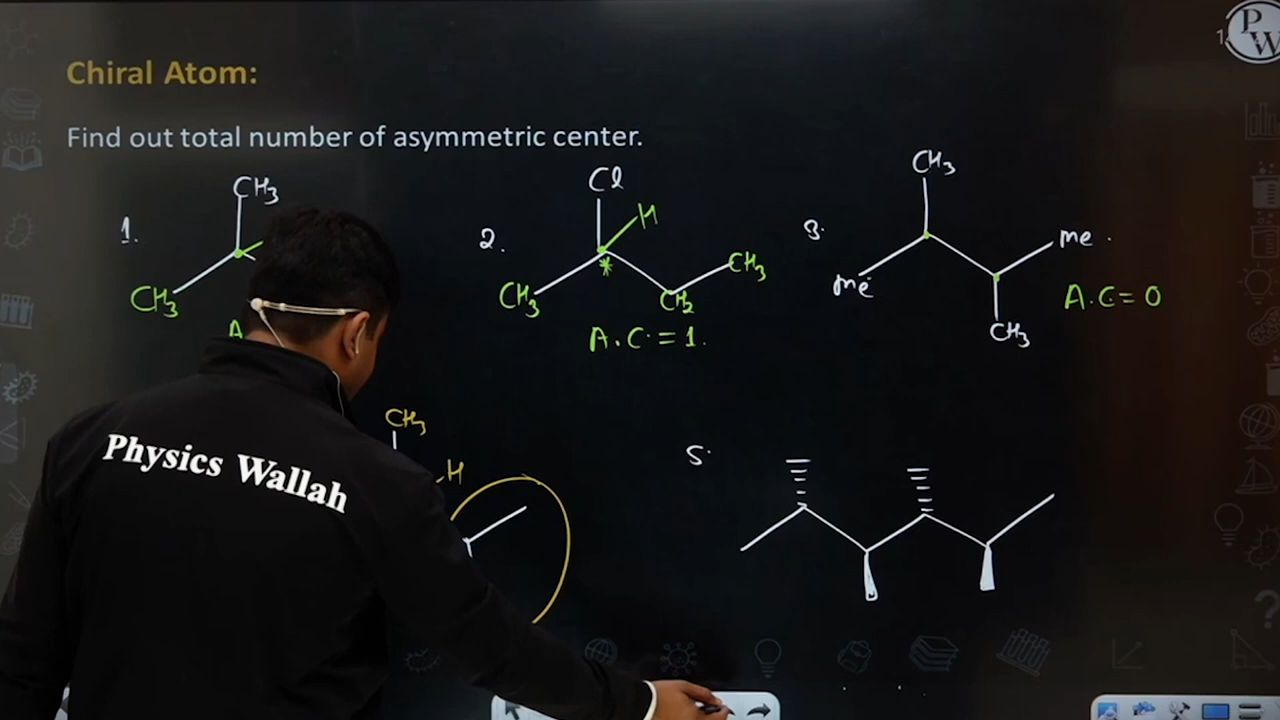 Chiral Atom:
Find out total number of asymmetric center.
1.
CH3
CH3
A
2.
Cl
H
*
CH3
CH2
CH3
A.C. = 1.
3.
CH3
Me
Me.
CH3
A.C = 0
CH3
H
5.
Physics Wallah
P
W